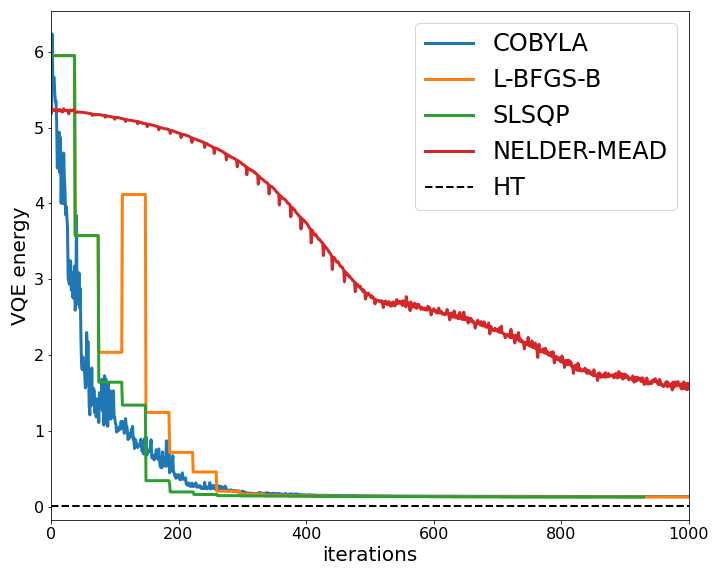 COBYLA
L-BFGS-B
SLSQP
NELDER-MEAD
HT
VQE energy
6
5
4
3
2
1
0
0 200 400 600 800 1000
iterations